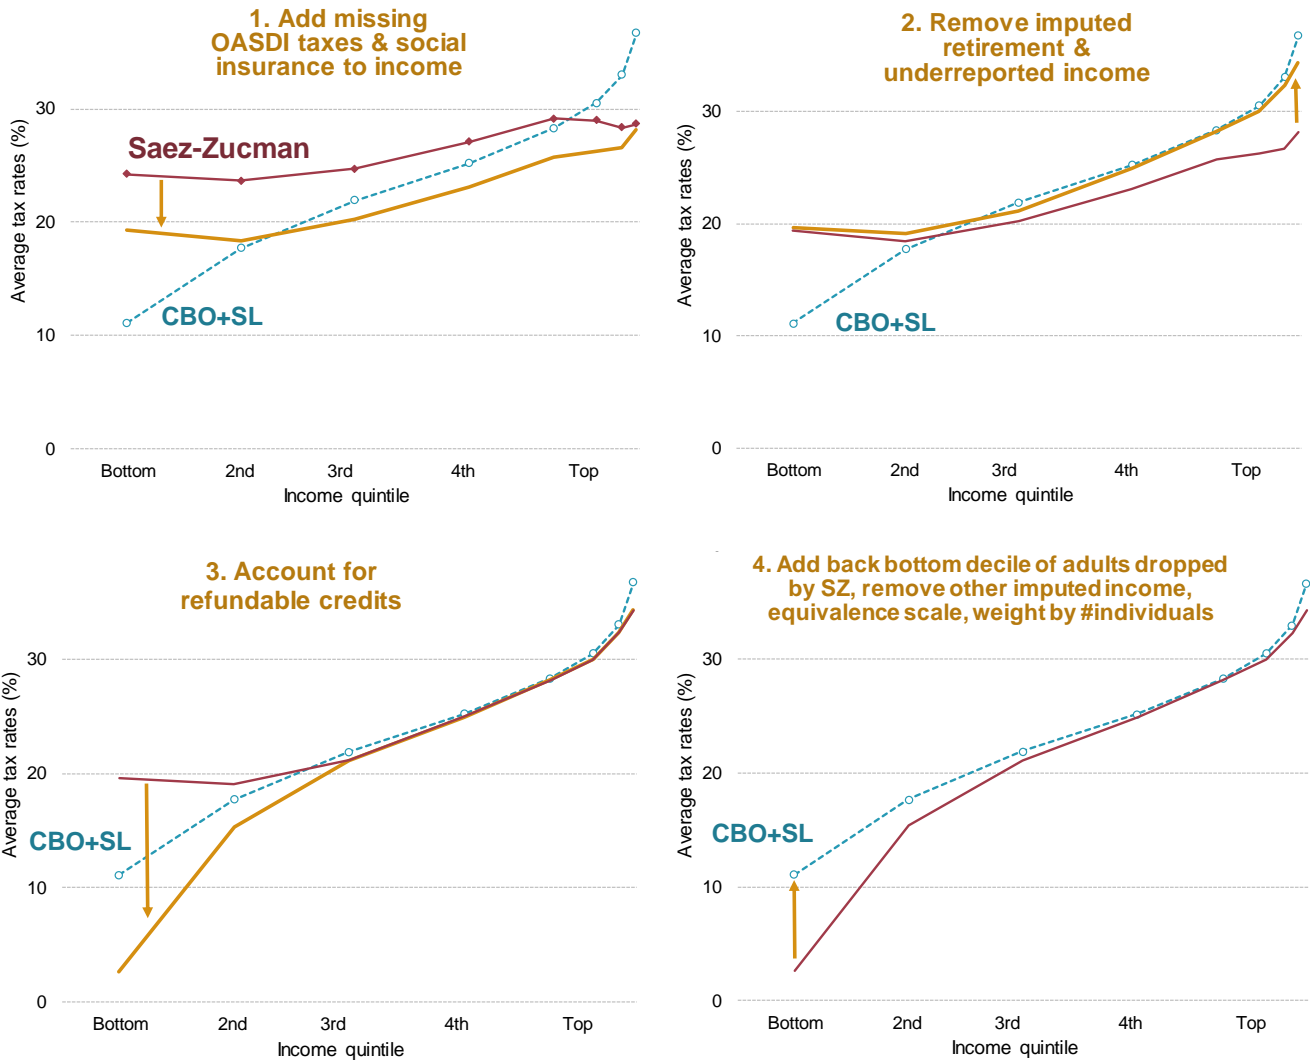 1. Add missing
OASDI taxes & social
insurance to income
Average tax rates (%)
30
20
10
0
Saez-Zucman
CBO+SL
Bottom
2nd
3rd
4th
Top
Income quintile
2. Remove imputed
retirement &
underreported income
Average tax rates (%)
30
20
10
0
CBO+SL
Bottom
2nd
3rd
4th
Top
Income quintile
3. Account for
refundable credits
Average tax rates (%)
30
20
10
0
CBO+SL
Bottom
2nd
3rd
4th
Top
Income quintile
4. Add back bottom decile of adults dropped
by SZ, remove other imputed income,
equivalence scale, weight by #individuals
Average tax rates (%)
30
20
10
0
CBO+SL
Bottom
2nd
3rd
4th
Top
Income quintile